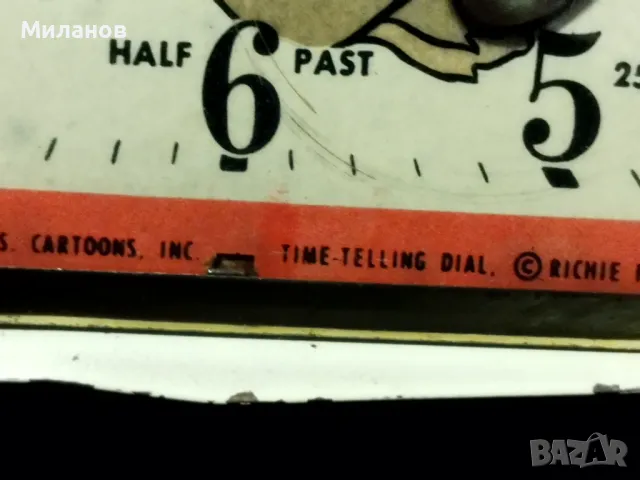 Миланов
HALF 6 PAST 5 25
S. CARTOONS, INC. TIME-TELLING DIAL, © RICHIE
BAZAR